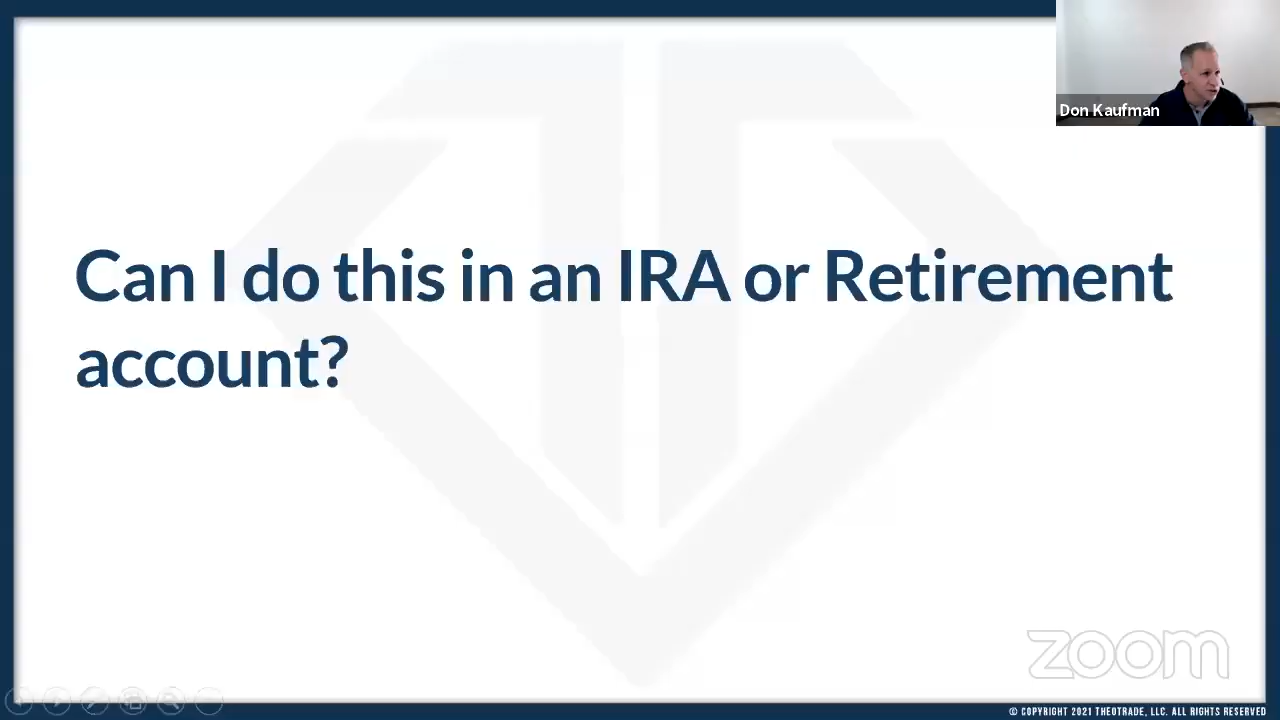 Don Kaufman
Can I do this in an IRA or Retirement
account?
zoom
© COPYRIGHT 2021 THEOTRADE, LLC. ALL RIGHTS RESERVED